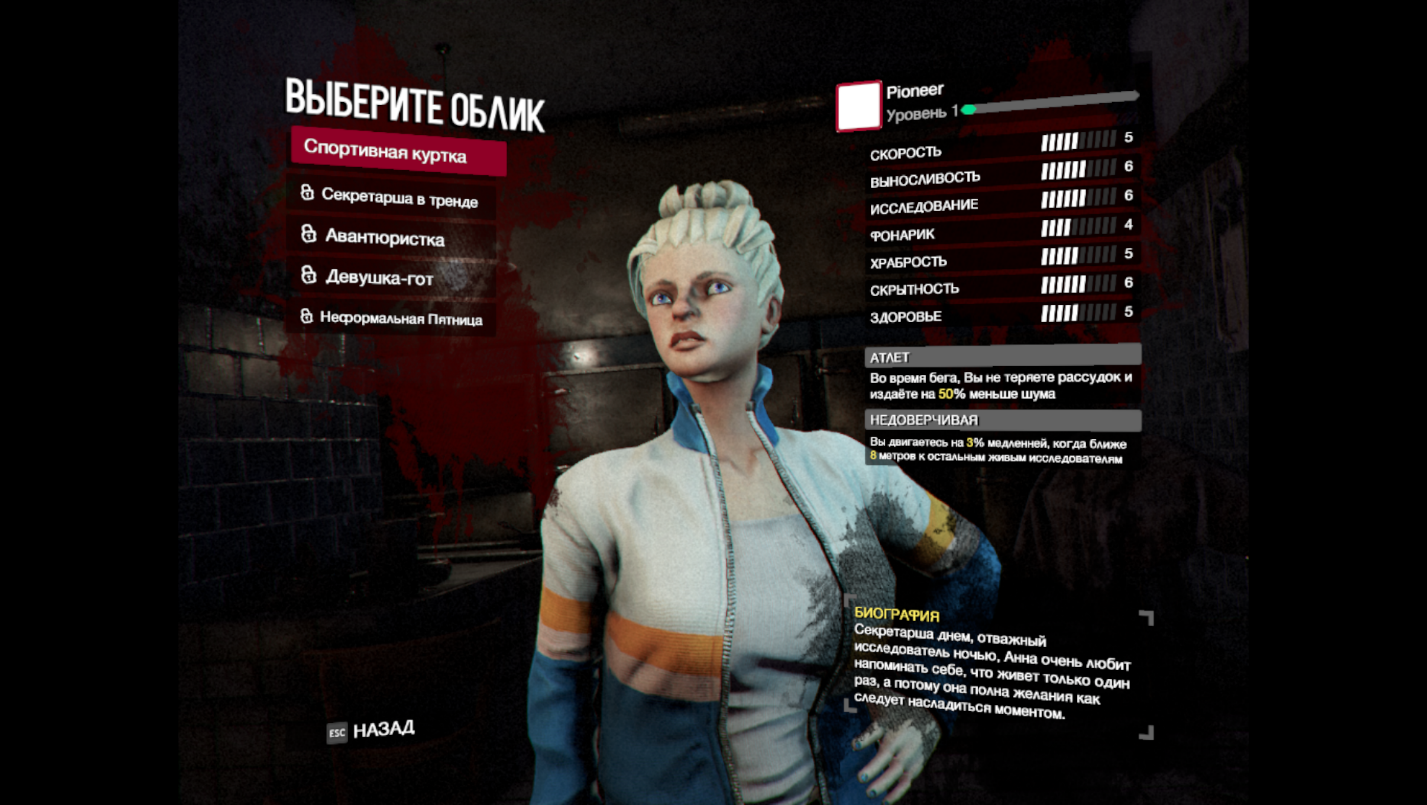 ВЫБЕРИТЕ ОБЛИК
Спортивная куртка
Секретарша в тренде
Авантюристка
Девушка-гот
Неформальная Пятница
Pioneer
Уровень 1
СКОРОСТЬ 5
ВЫНОСЛИВОСТЬ 6
ИССЛЕДОВАНИЕ 6
ФОНАРИК 4
ХРАБРОСТЬ 5
СКРЫТНОСТЬ 6
ЗДОРОВЬЕ 5
АТЛЕТ
Во время бега, Вы не теряете рассудок и
издаёте на 50% меньше шума
НЕДОВЕРЧИВАЯ
Вы двигаетесь на 3% медленней, когда ближе
8 метров к остальным живым исследователям
БИОГРАФИЯ
Секретарша днем, отважный
исследователь ночью, Анна очень любит
напоминать себе, что живет только один
раз, а потому она полна желания как
следует насладиться моментом.
ESC НАЗАД